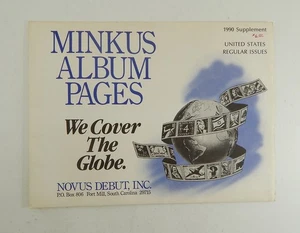 MINKUS
ALBUM
PAGES
1990 Supplement
UNITED STATES
REGULAR ISSUES
We Cover
The
Globe.
NOVUS DEBUT, INC.
P.O. Box 806 Fort Mill, South Carolina 29715